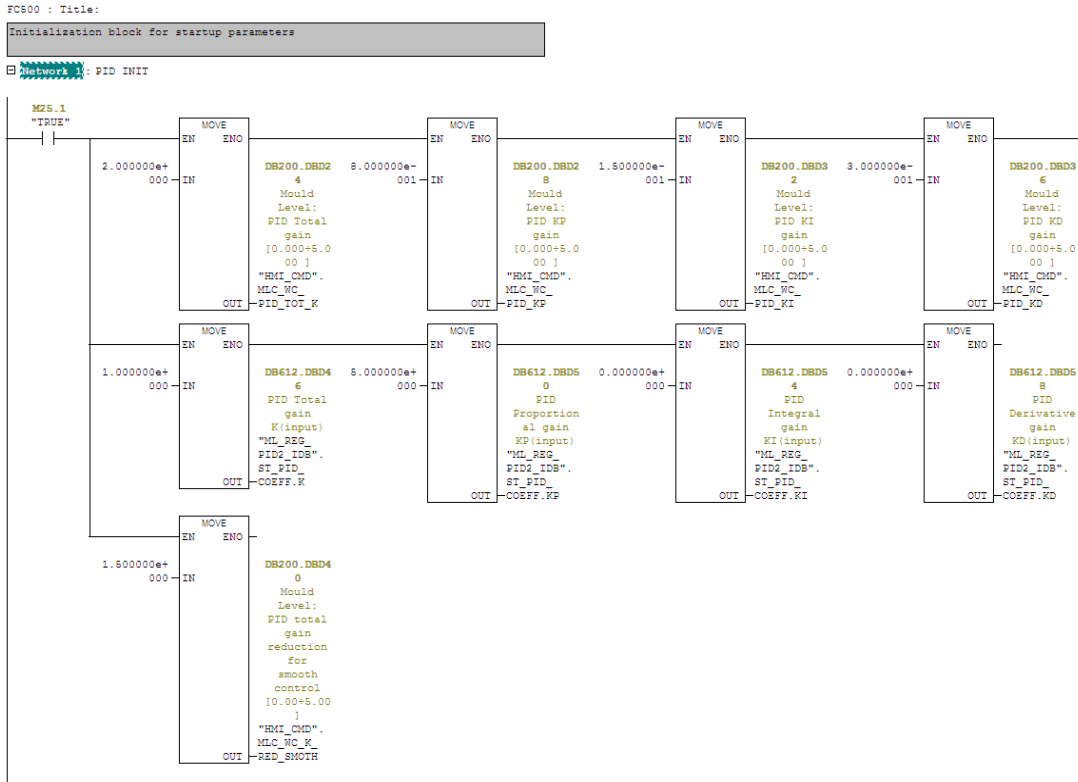 FC500 : Title:
Initialization block for startup parameters
Network 1: PID INIT
M25.1
"TRUE"
MOVE
EN ENO
2.000000e+
000 IN
DB200.DBD2
4
Mould
Level:
PID Total
gain
[0.000÷5.0
00 ]
"HMI_CMD".
MLC_WC_
OUT PID_TOT_K
MOVE
EN ENO
8.000000e-
001 IN
DB200.DBD2
8
Mould
Level:
PID KP
gain
[0.000÷5.0
00 ]
"HMI_CMD".
MLC_WC_
OUT PID_KP
MOVE
EN ENO
1.500000e-
001 IN
DB200.DBD3
2
Mould
Level:
PID KI
gain
[0.000÷5.0
00 ]
"HMI_CMD".
MLC_WC_
OUT PID_KI
MOVE
EN ENO
3.000000e-
001 IN
DB200.DBD3
6
Mould
Level:
PID KD
gain
[0.000÷5.0
00 ]
"HMI_CMD".
MLC_WC_
OUT PID_KD
MOVE
EN ENO
1.000000e+
000 IN
DB612.DBD4
6
PID Total
gain
K(input)
"ML_REG_
PID2_IDB".
ST_PID_
OUT COEFF.K
MOVE
EN ENO
5.000000e+
000 IN
DB612.DBD5
0
PID
Proportion
al gain
KP(input)
"ML_REG_
PID2_IDB".
ST_PID_
OUT COEFF.KP
MOVE
EN ENO
0.000000e+
000 IN
DB612.DBD5
4
PID
Integral
gain
KI(input)
"ML_REG_
PID2_IDB".
ST_PID_
OUT COEFF.KI
MOVE
EN ENO
0.000000e+
000 IN
DB612.DBD5
8
PID
Derivative
gain
KD(input)
"ML_REG_
PID2_IDB".
ST_PID_
OUT COEFF.KD
MOVE
EN ENO
1.500000e+
000 IN
DB200.DBD4
0
Mould
Level:
PID total
gain
reduction
for
smooth
control
[0.00÷5.00
]
"HMI_CMD".
MLC_WC_K_
OUT RED_SMOTH